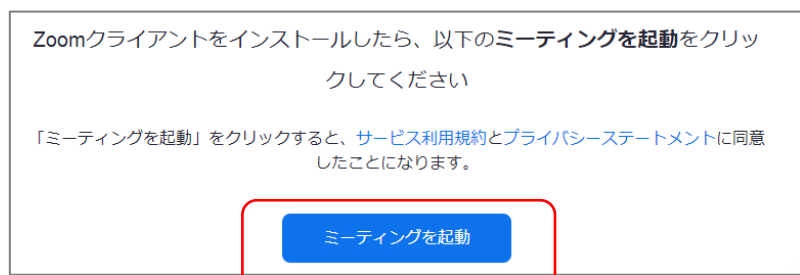 Zoomクライアントをインストールしたら、以下のミーティングを起動をクリッ
クしてください
「ミーティングを起動」をクリックすると、サービス利用規約とプライバシーステートメントに同意
したことになります。
ミーティングを起動